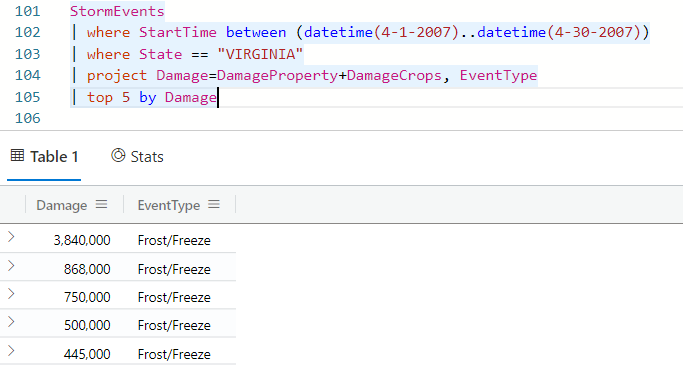 101 StormEvents
102 | where StartTime between (datetime(4-1-2007)..datetime(4-30-2007))
103 | where State == "VIRGINIA"
104 | project Damage=DamageProperty+DamageCrops, EventType
105 | top 5 by Damage
106
Table 1 Stats
Damage EventType
3,840,000 Frost/Freeze
868,000 Frost/Freeze
750,000 Frost/Freeze
500,000 Frost/Freeze
445,000 Frost/Freeze